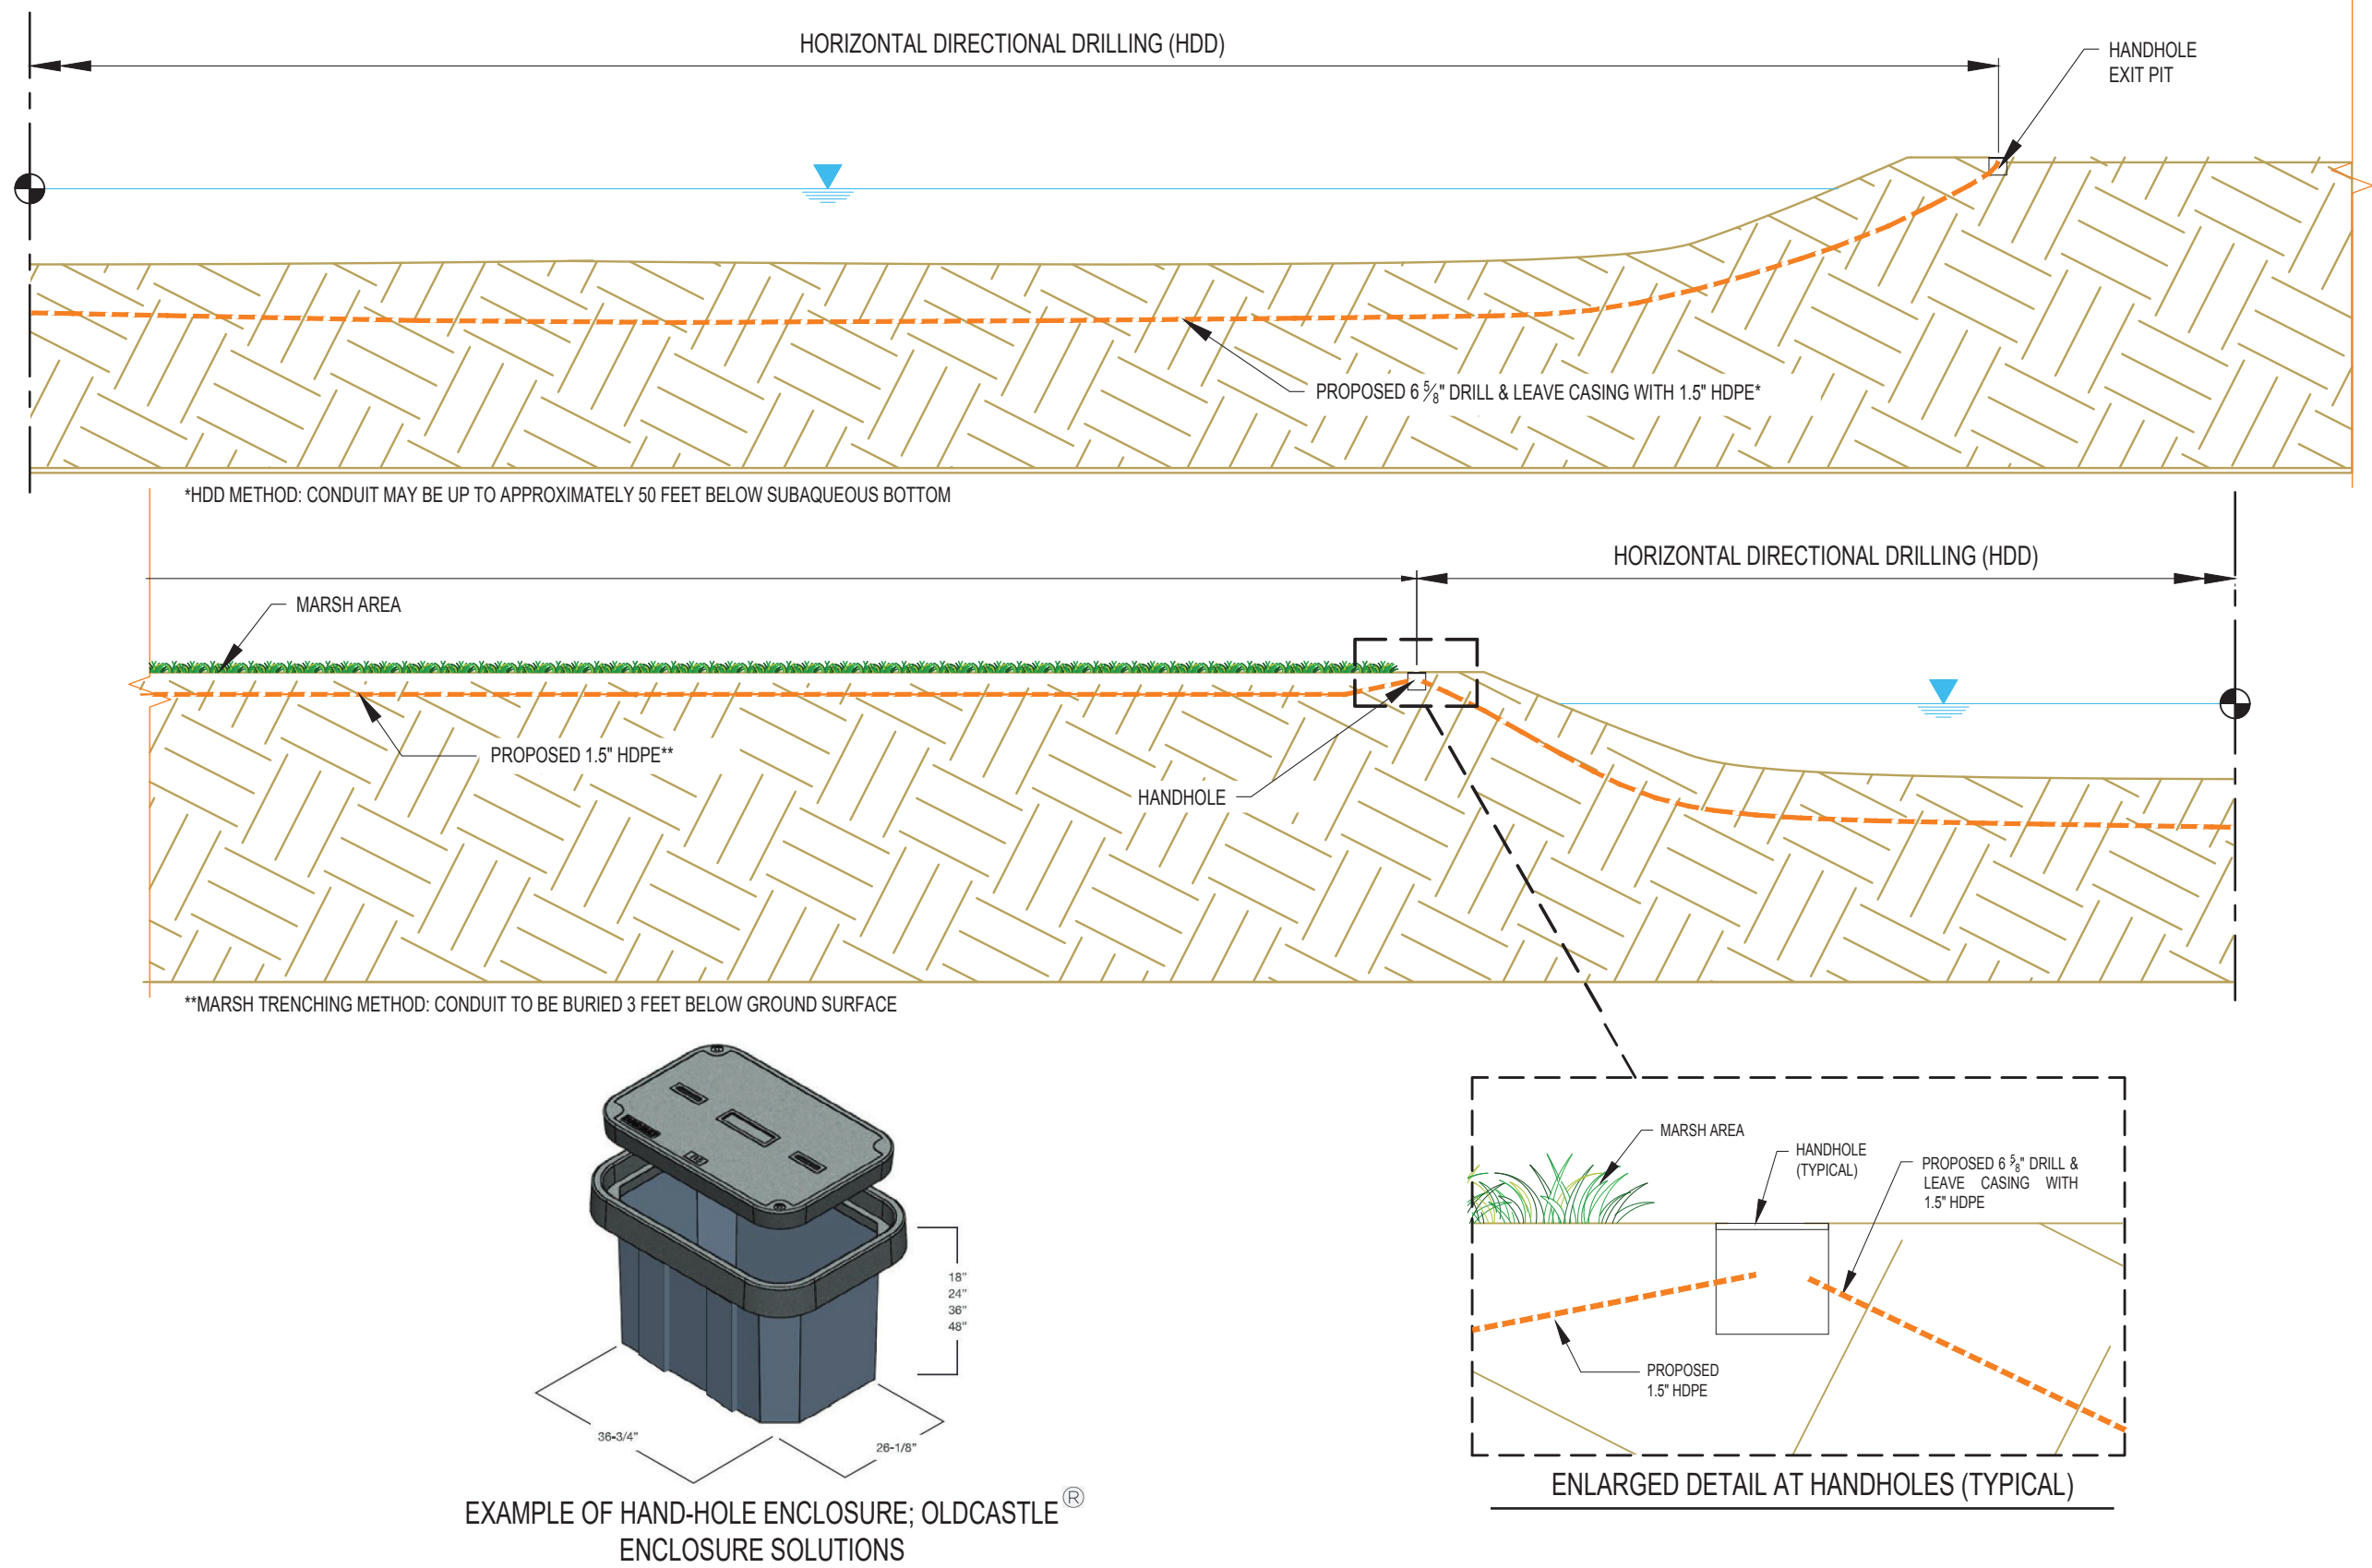 HORIZONTAL DIRECTIONAL DRILLING (HDD)
HANDHOLE
EXIT PIT
PROPOSED 6 5/8" DRILL & LEAVE CASING WITH 1.5" HDPE*
*HDD METHOD: CONDUIT MAY BE UP TO APPROXIMATELY 50 FEET BELOW SUBAQUEOUS BOTTOM
HORIZONTAL DIRECTIONAL DRILLING (HDD)
MARSH AREA
PROPOSED 1.5" HDPE**
HANDHOLE
**MARSH TRENCHING METHOD: CONDUIT TO BE BURIED 3 FEET BELOW GROUND SURFACE
18"
24"
36"
48"
36-3/4"
26-1/8"
EXAMPLE OF HAND-HOLE ENCLOSURE; OLDCASTLE®
ENCLOSURE SOLUTIONS
MARSH AREA
HANDHOLE
(TYPICAL)
PROPOSED 6 5/8" DRILL &
LEAVE CASING WITH
1.5" HDPE
PROPOSED
1.5" HDPE
ENLARGED DETAIL AT HANDHOLES (TYPICAL)